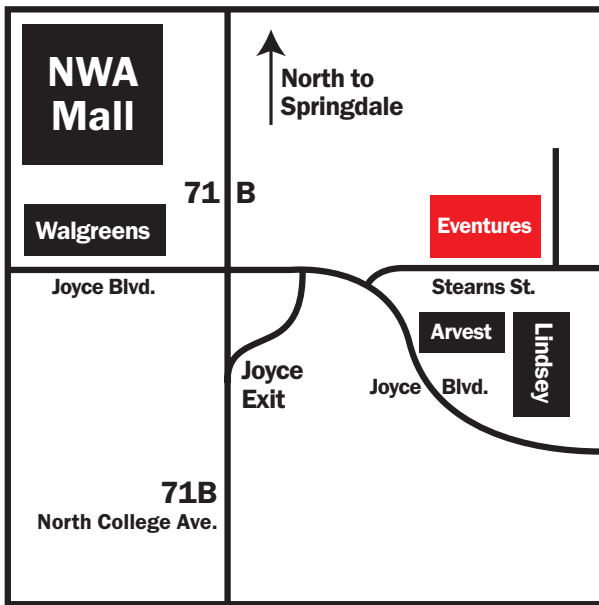 NWA
Mall
North to
Springdale
71 B
Walgreens
Eventures
Joyce Blvd.
Stearns St.
Arvest
Lindsey
Joyce
Exit
Joyce Blvd.
71B
North College Ave.